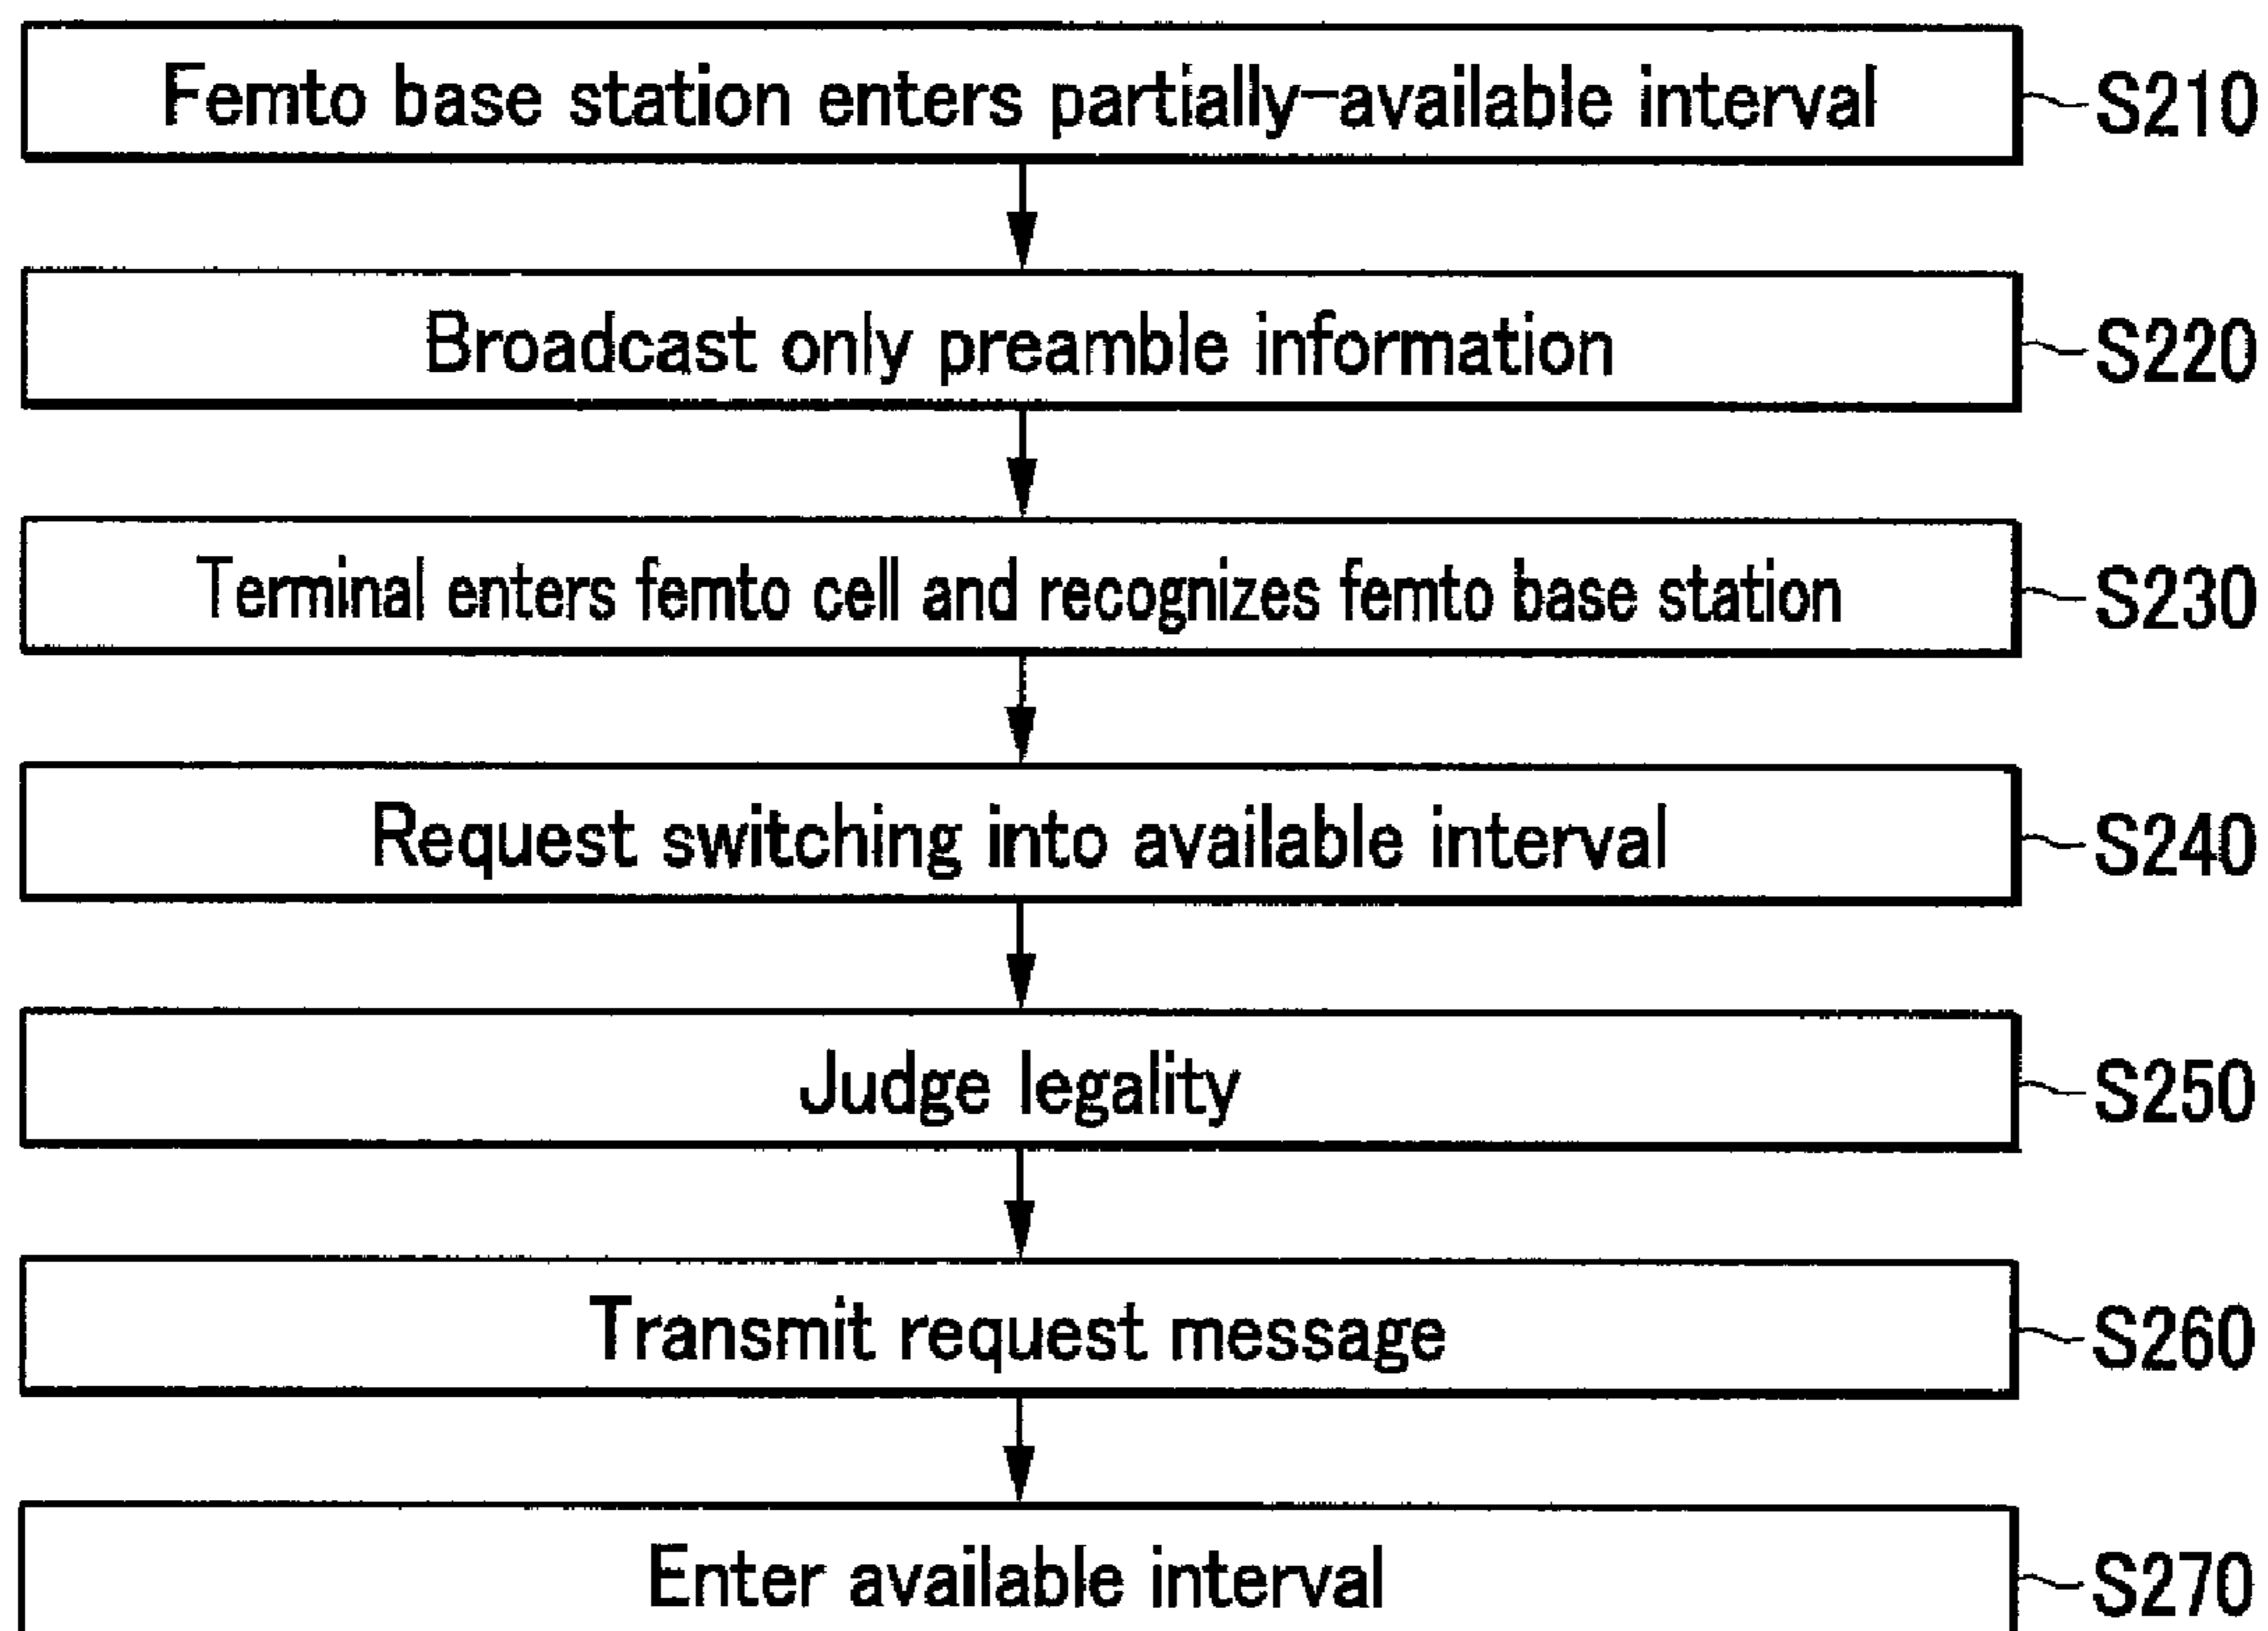 Femto base station enters partially-available interval S210
Broadcast only preamble information S220
Terminal enters femto cell and recognizes femto base station S230
Request switching into available interval S240
Judge legality S250
Transmit request message S260
Enter available interval S270